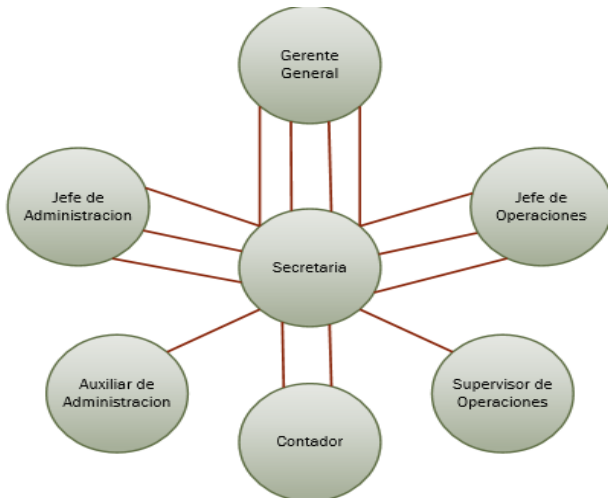 Gerente
General
Jefe de
Administracion
Jefe de
Operaciones
Secretaria
Auxiliar de
Administracion
Supervisor de
Operaciones
Contador